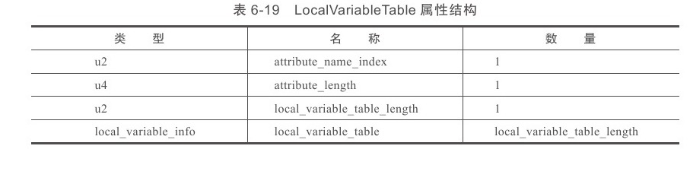 表 6-19 LocalVariableTable 属性结构
类 型 名 称 数 量
u2 attribute_name_index 1
u4 attribute_length 1
u2 local_variable_table_length 1
local_variable_info local_variable_table local_variable_table_length